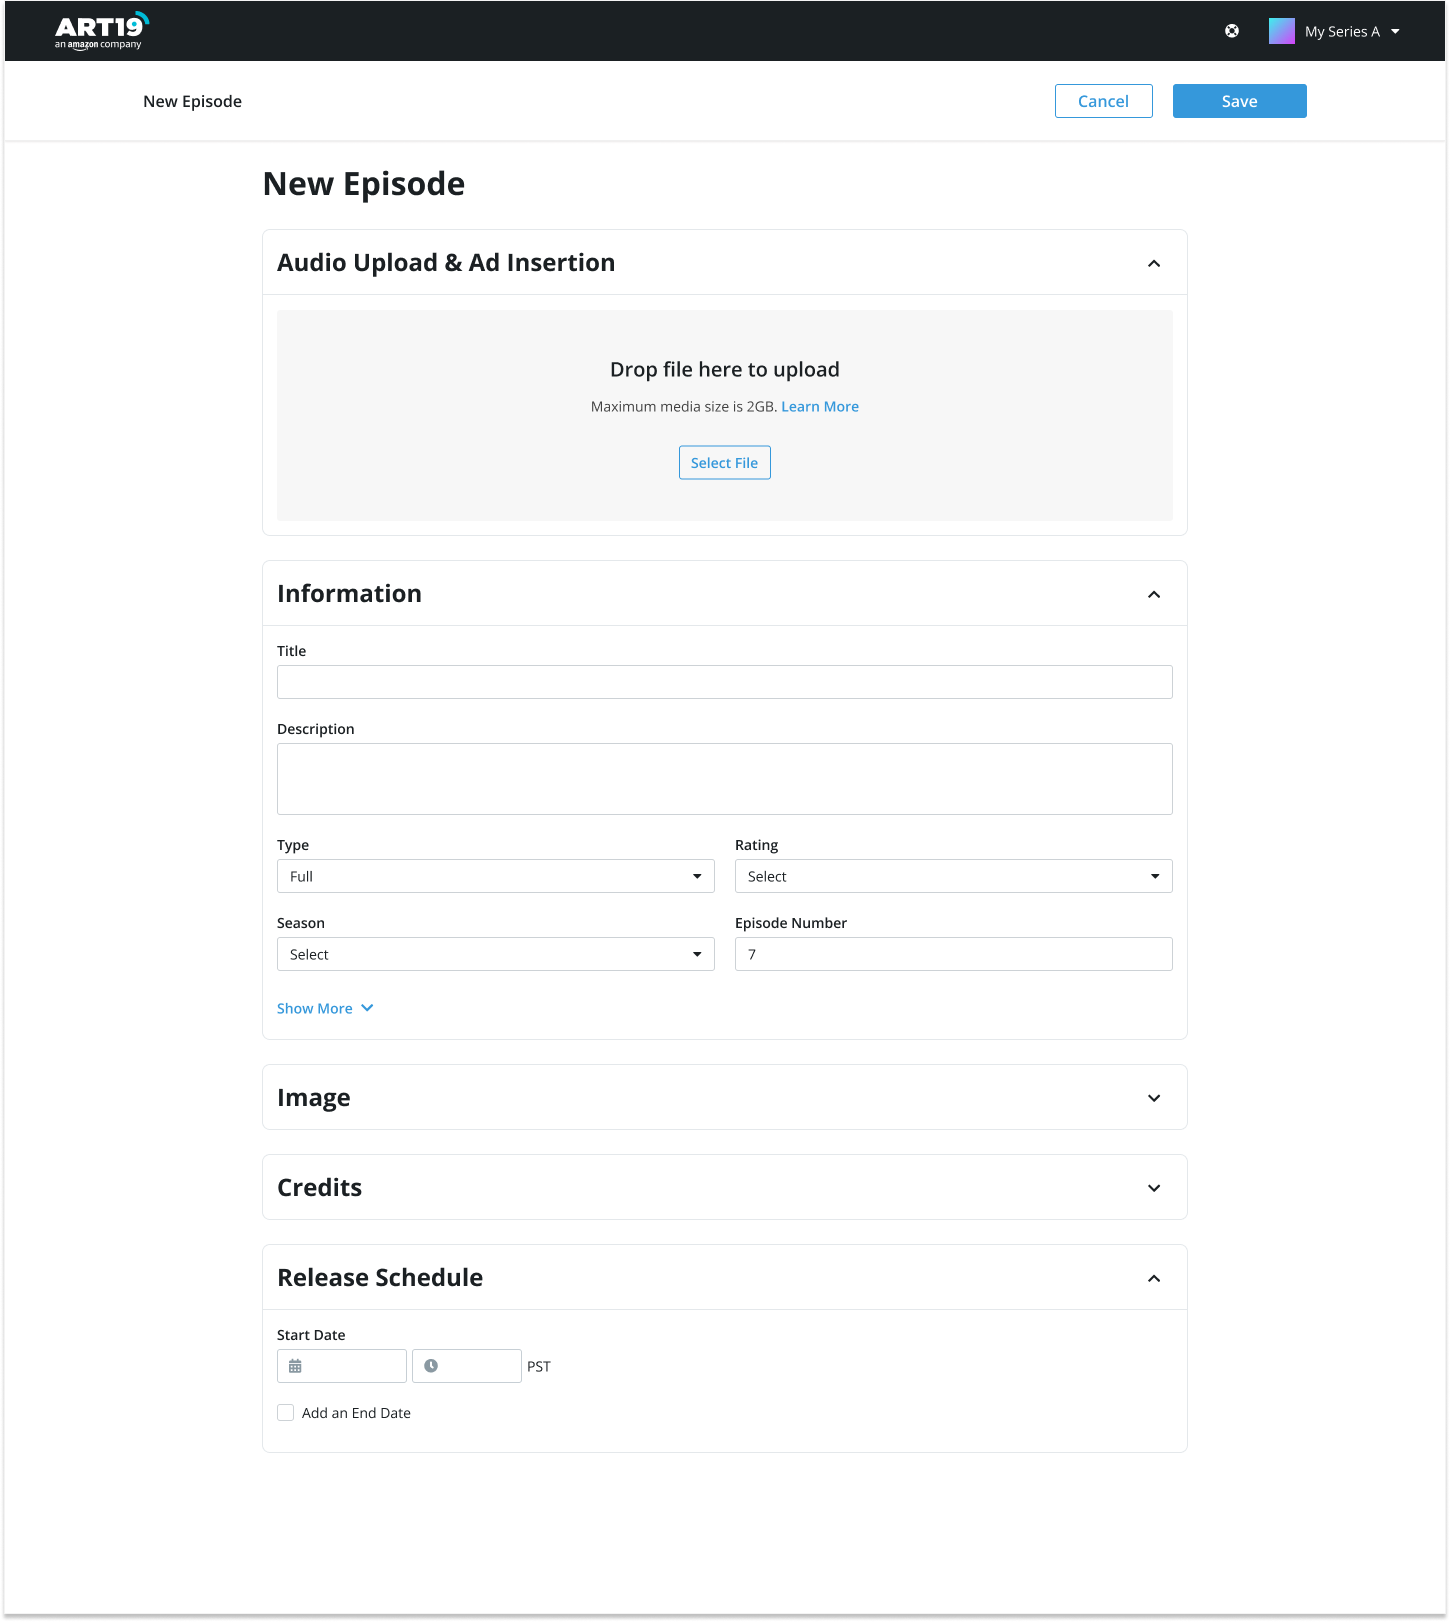 ART19
an amazon company
My Series A
New Episode
Cancel
Save
New Episode
Audio Upload & Ad Insertion
Drop file here to upload
Maximum media size is 2GB. Learn More
Select File
Information
Title
Description
Type
Rating
Full
Select
Season
Episode Number
Select
7
Show More
Image
Credits
Release Schedule
Start Date
PST
Add an End Date